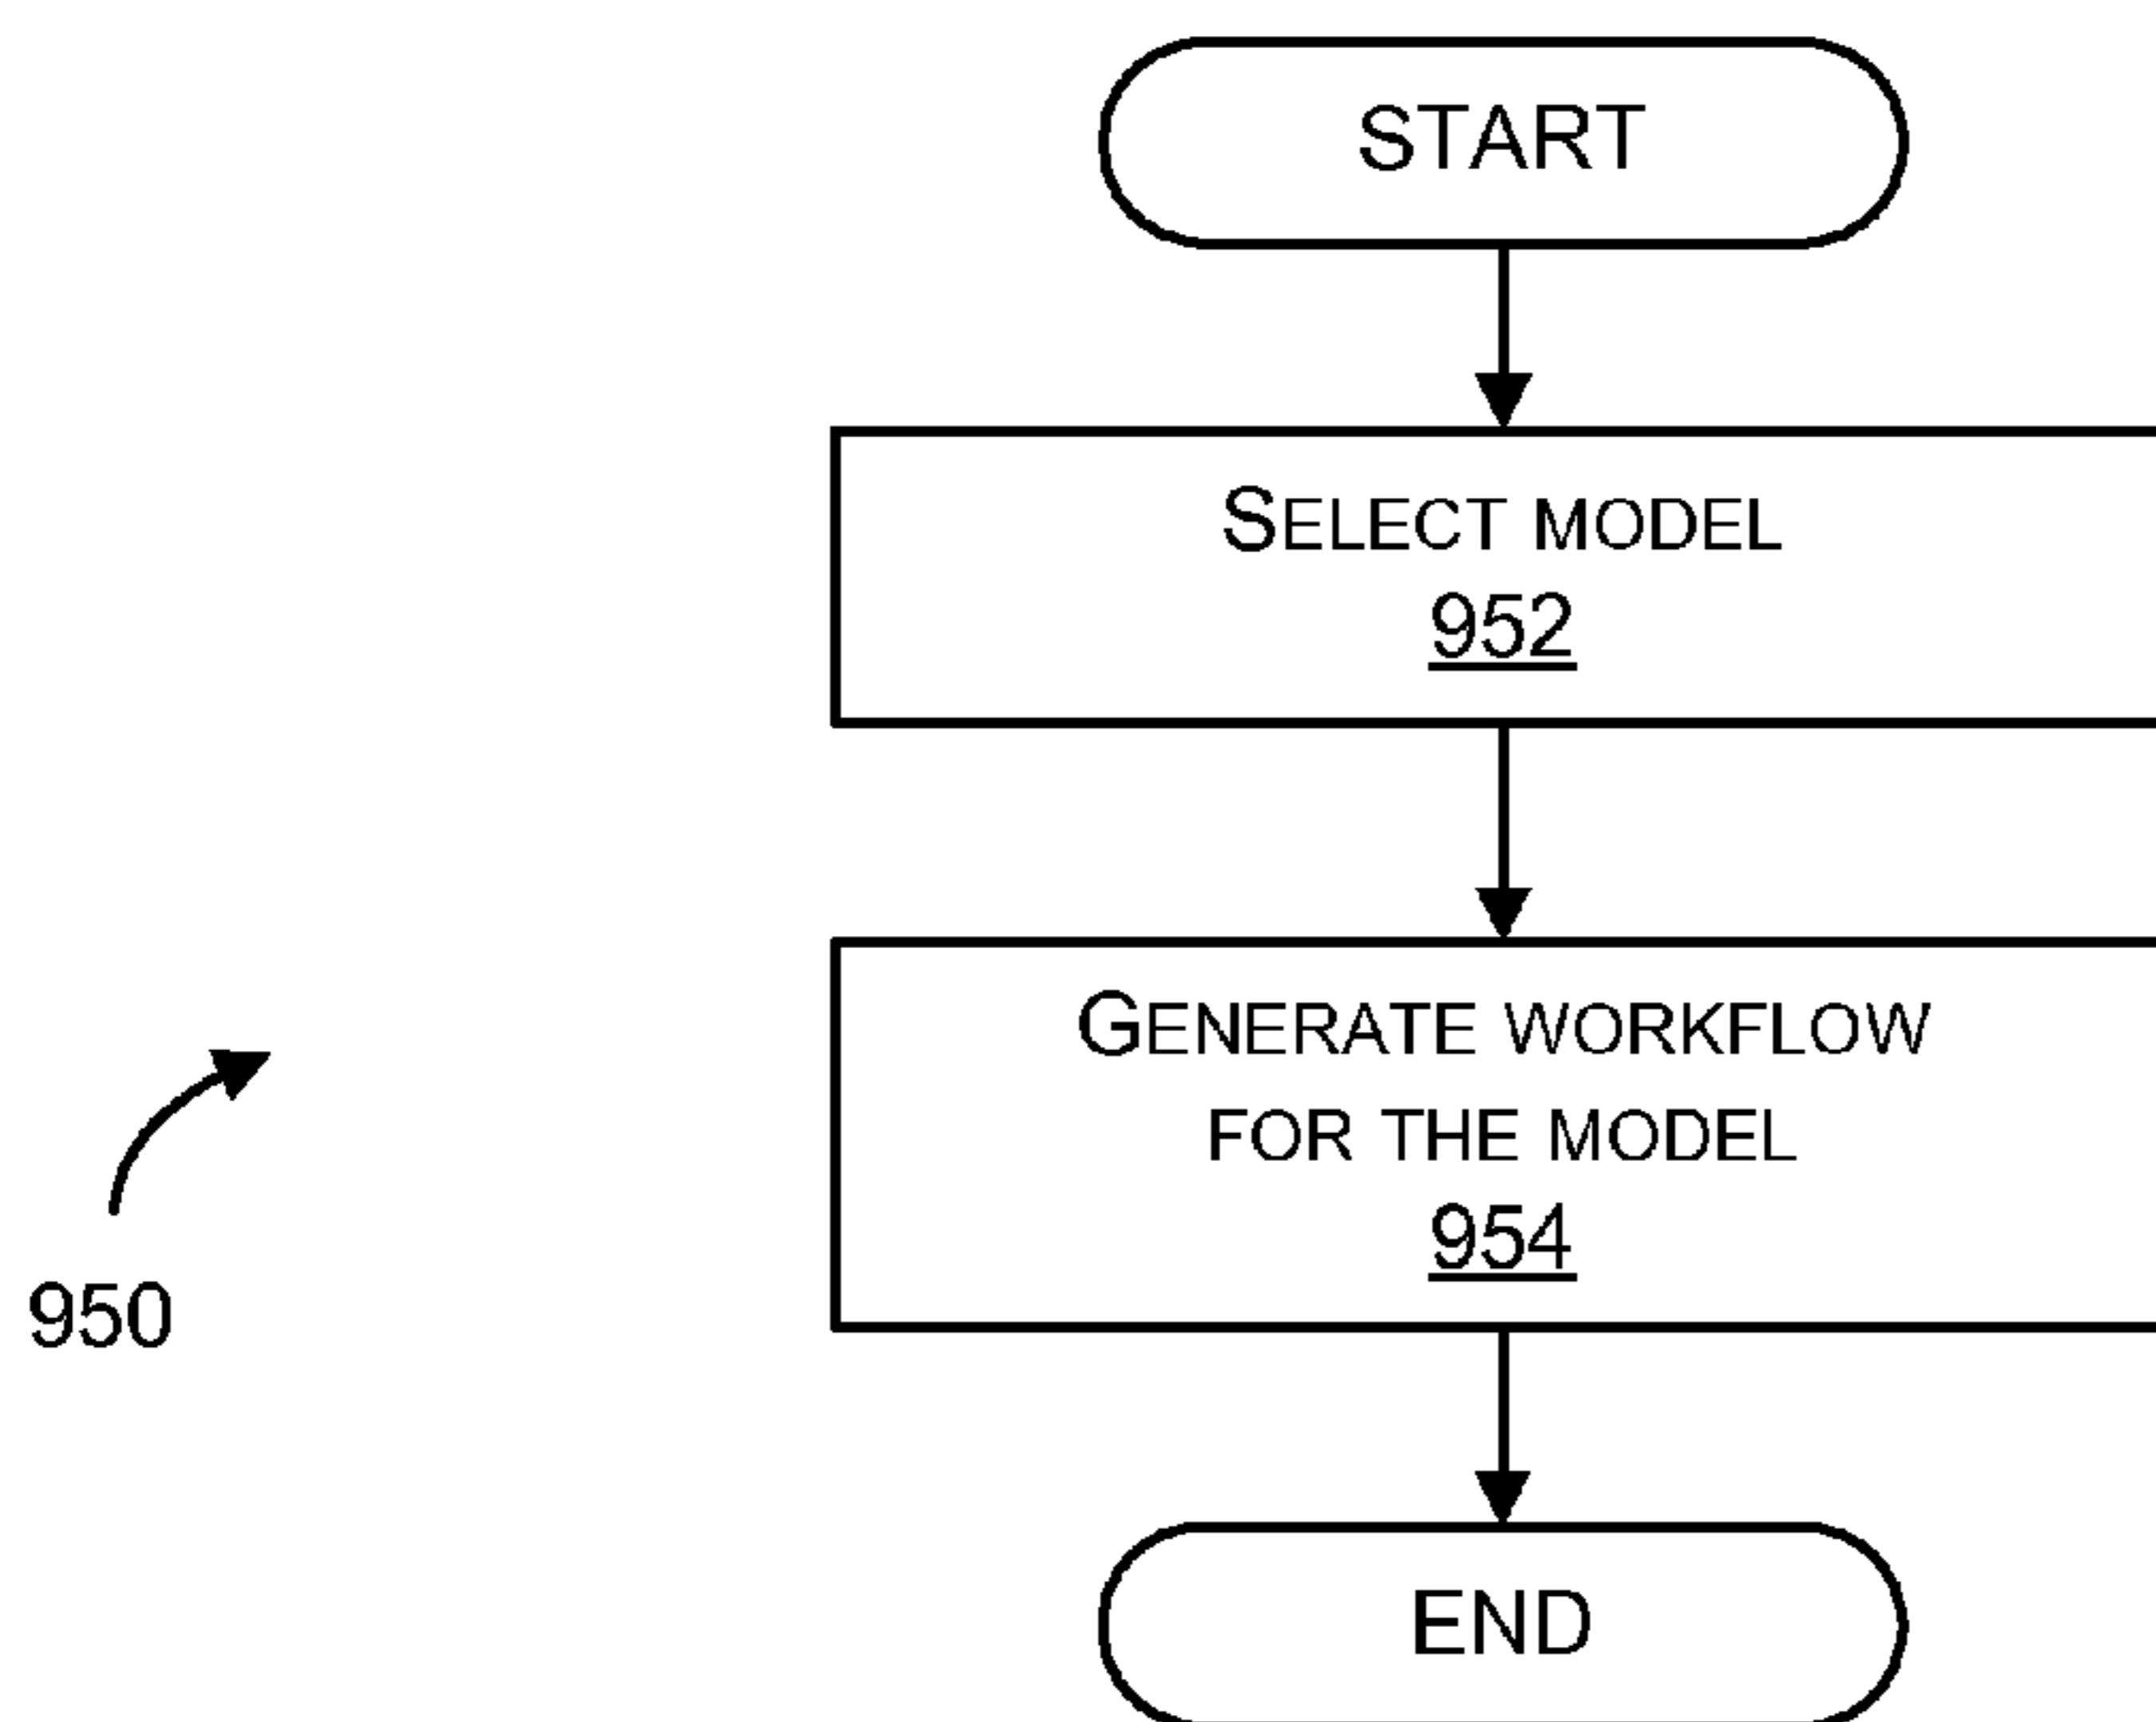 START
SELECT MODEL
952
GENERATE WORKFLOW
FOR THE MODEL
954
950
END